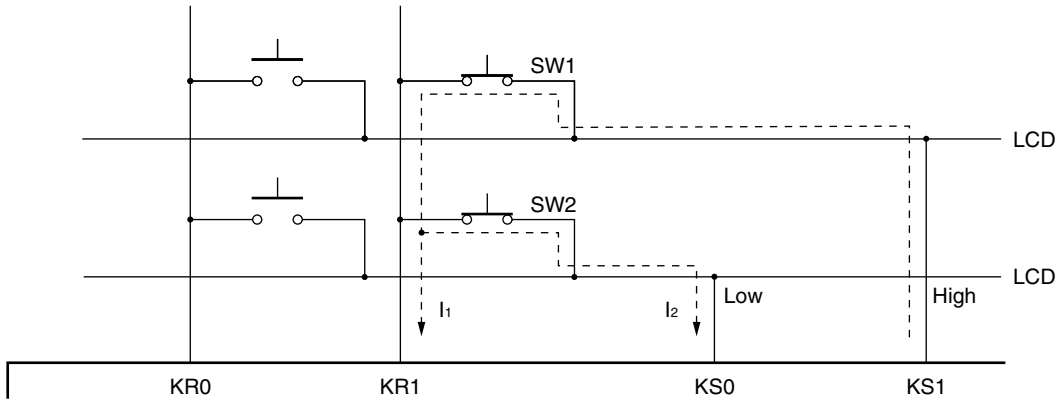 SW1
LCD
SW2
LCD
I1
I2
Low
High
KR0
KR1
KS0
KS1